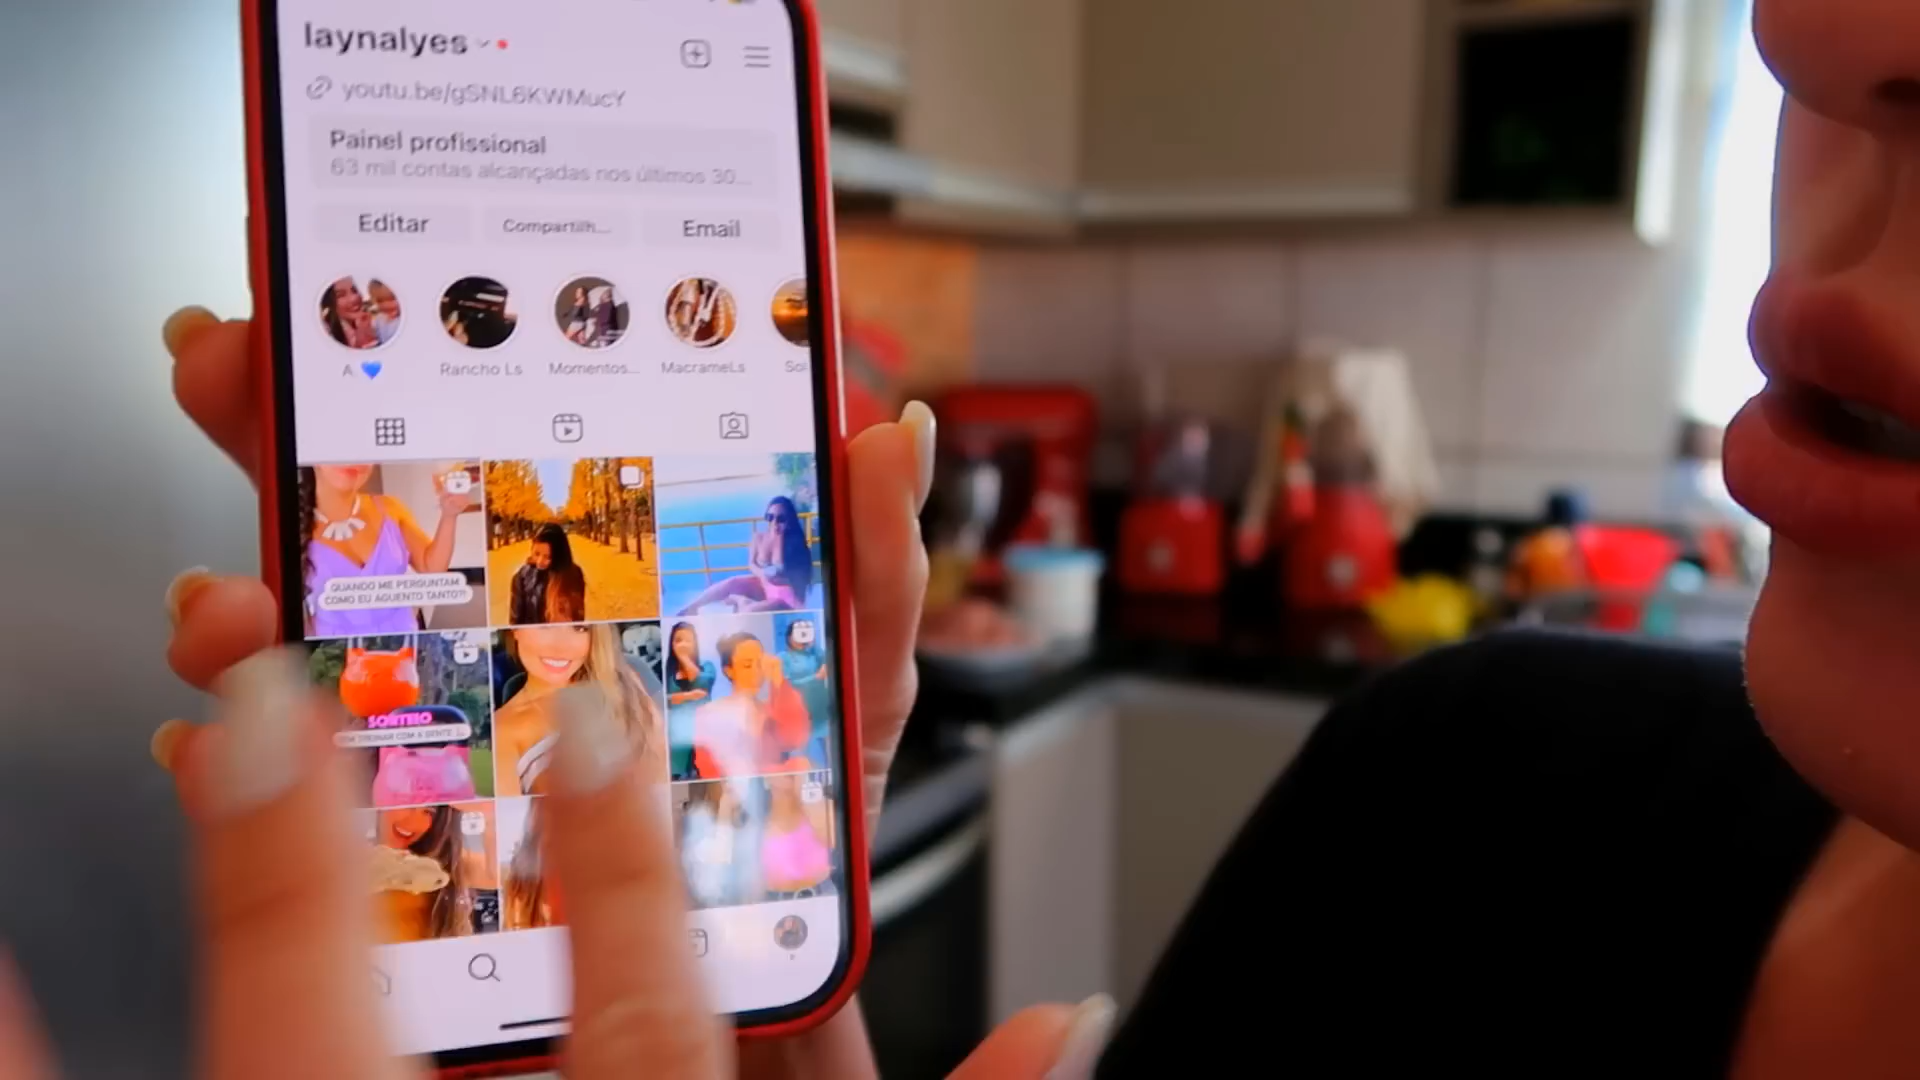 laynalyes
youtu.be/gSNL6KWMucY
Painel profissional
63 mil contas alcançadas nos últimos 30...
Editar
Compartilh...
Email
A
Rancho Ls
Momentos...
MacrameLs
Sol
QUANDO ME PERGUNTAM
COMO EU AGUENTO TANTO?!
SORTEIO